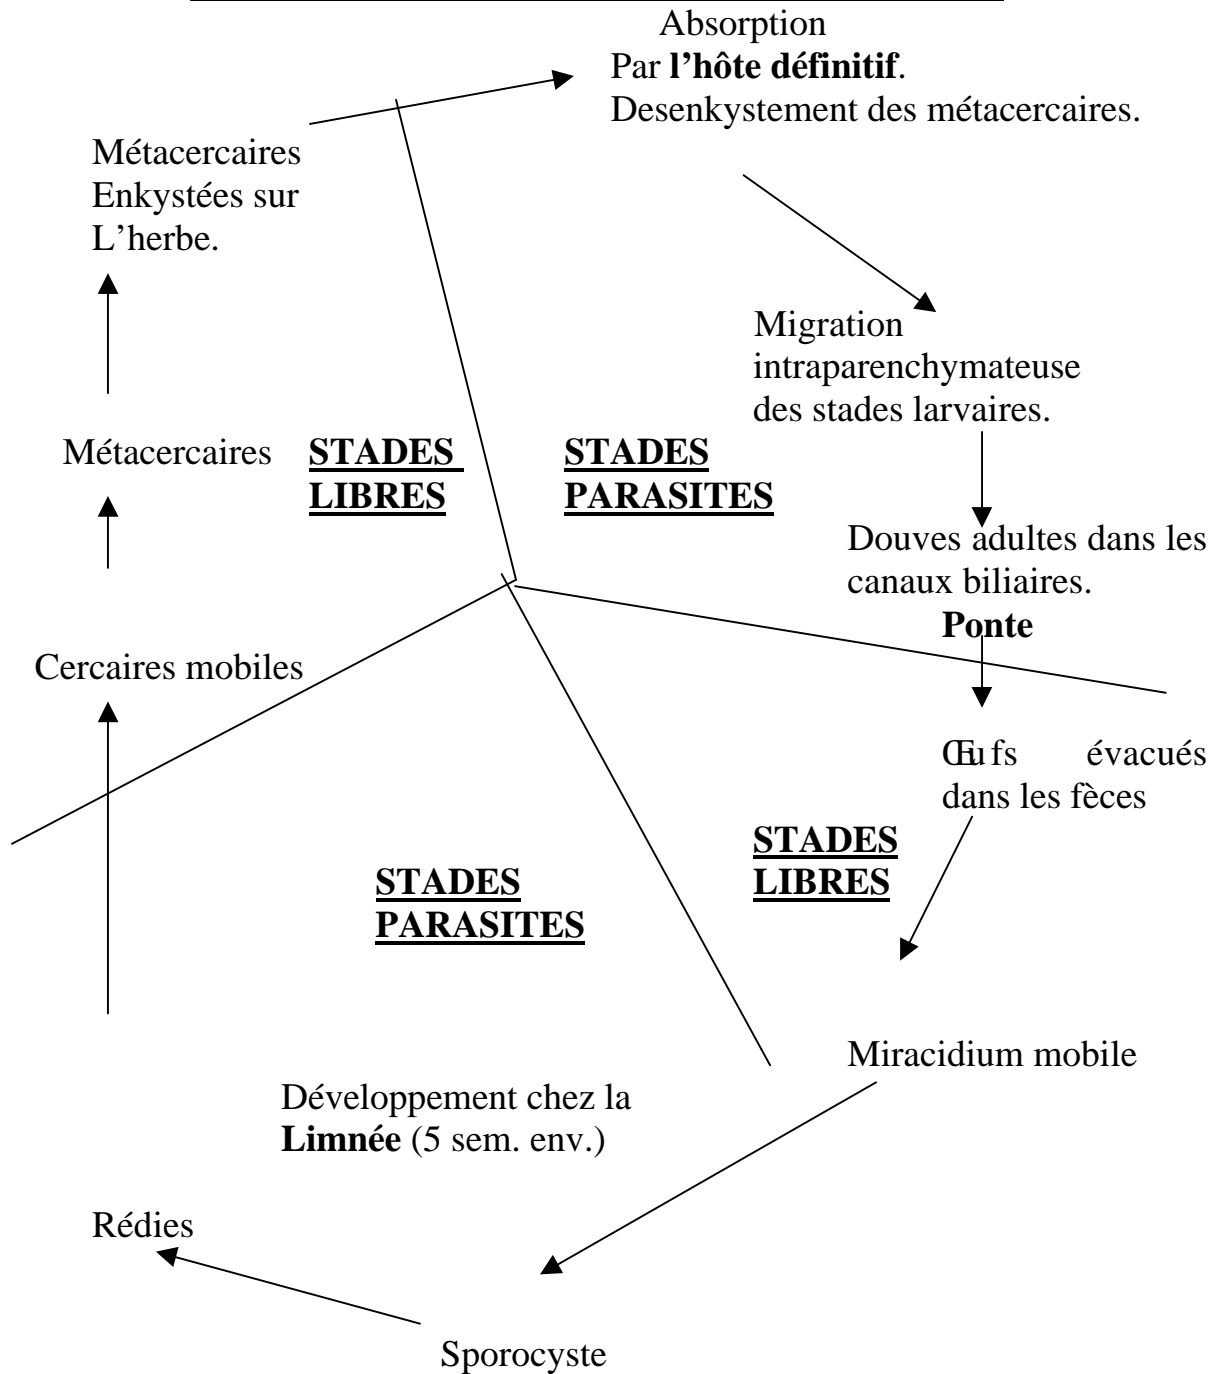 Absorption
Par l’hôte définitif.
Desenkystement des métacercaires.
Métacercaires
Enkystées sur
L’herbe.
Migration
intraparenchymateuse
des stades larvaires.
Métacercaires
STADES
LIBRES
STADES
PARASITES
Douves adultes dans les
canaux biliaires.
Ponte
Cercaires mobiles
Œufs évacués
dans les fèces
STADES
LIBRES
STADES
PARASITES
Miracidium mobile
Développement chez la
Limnée (5 sem. env.)
Rédies
Sporocyste